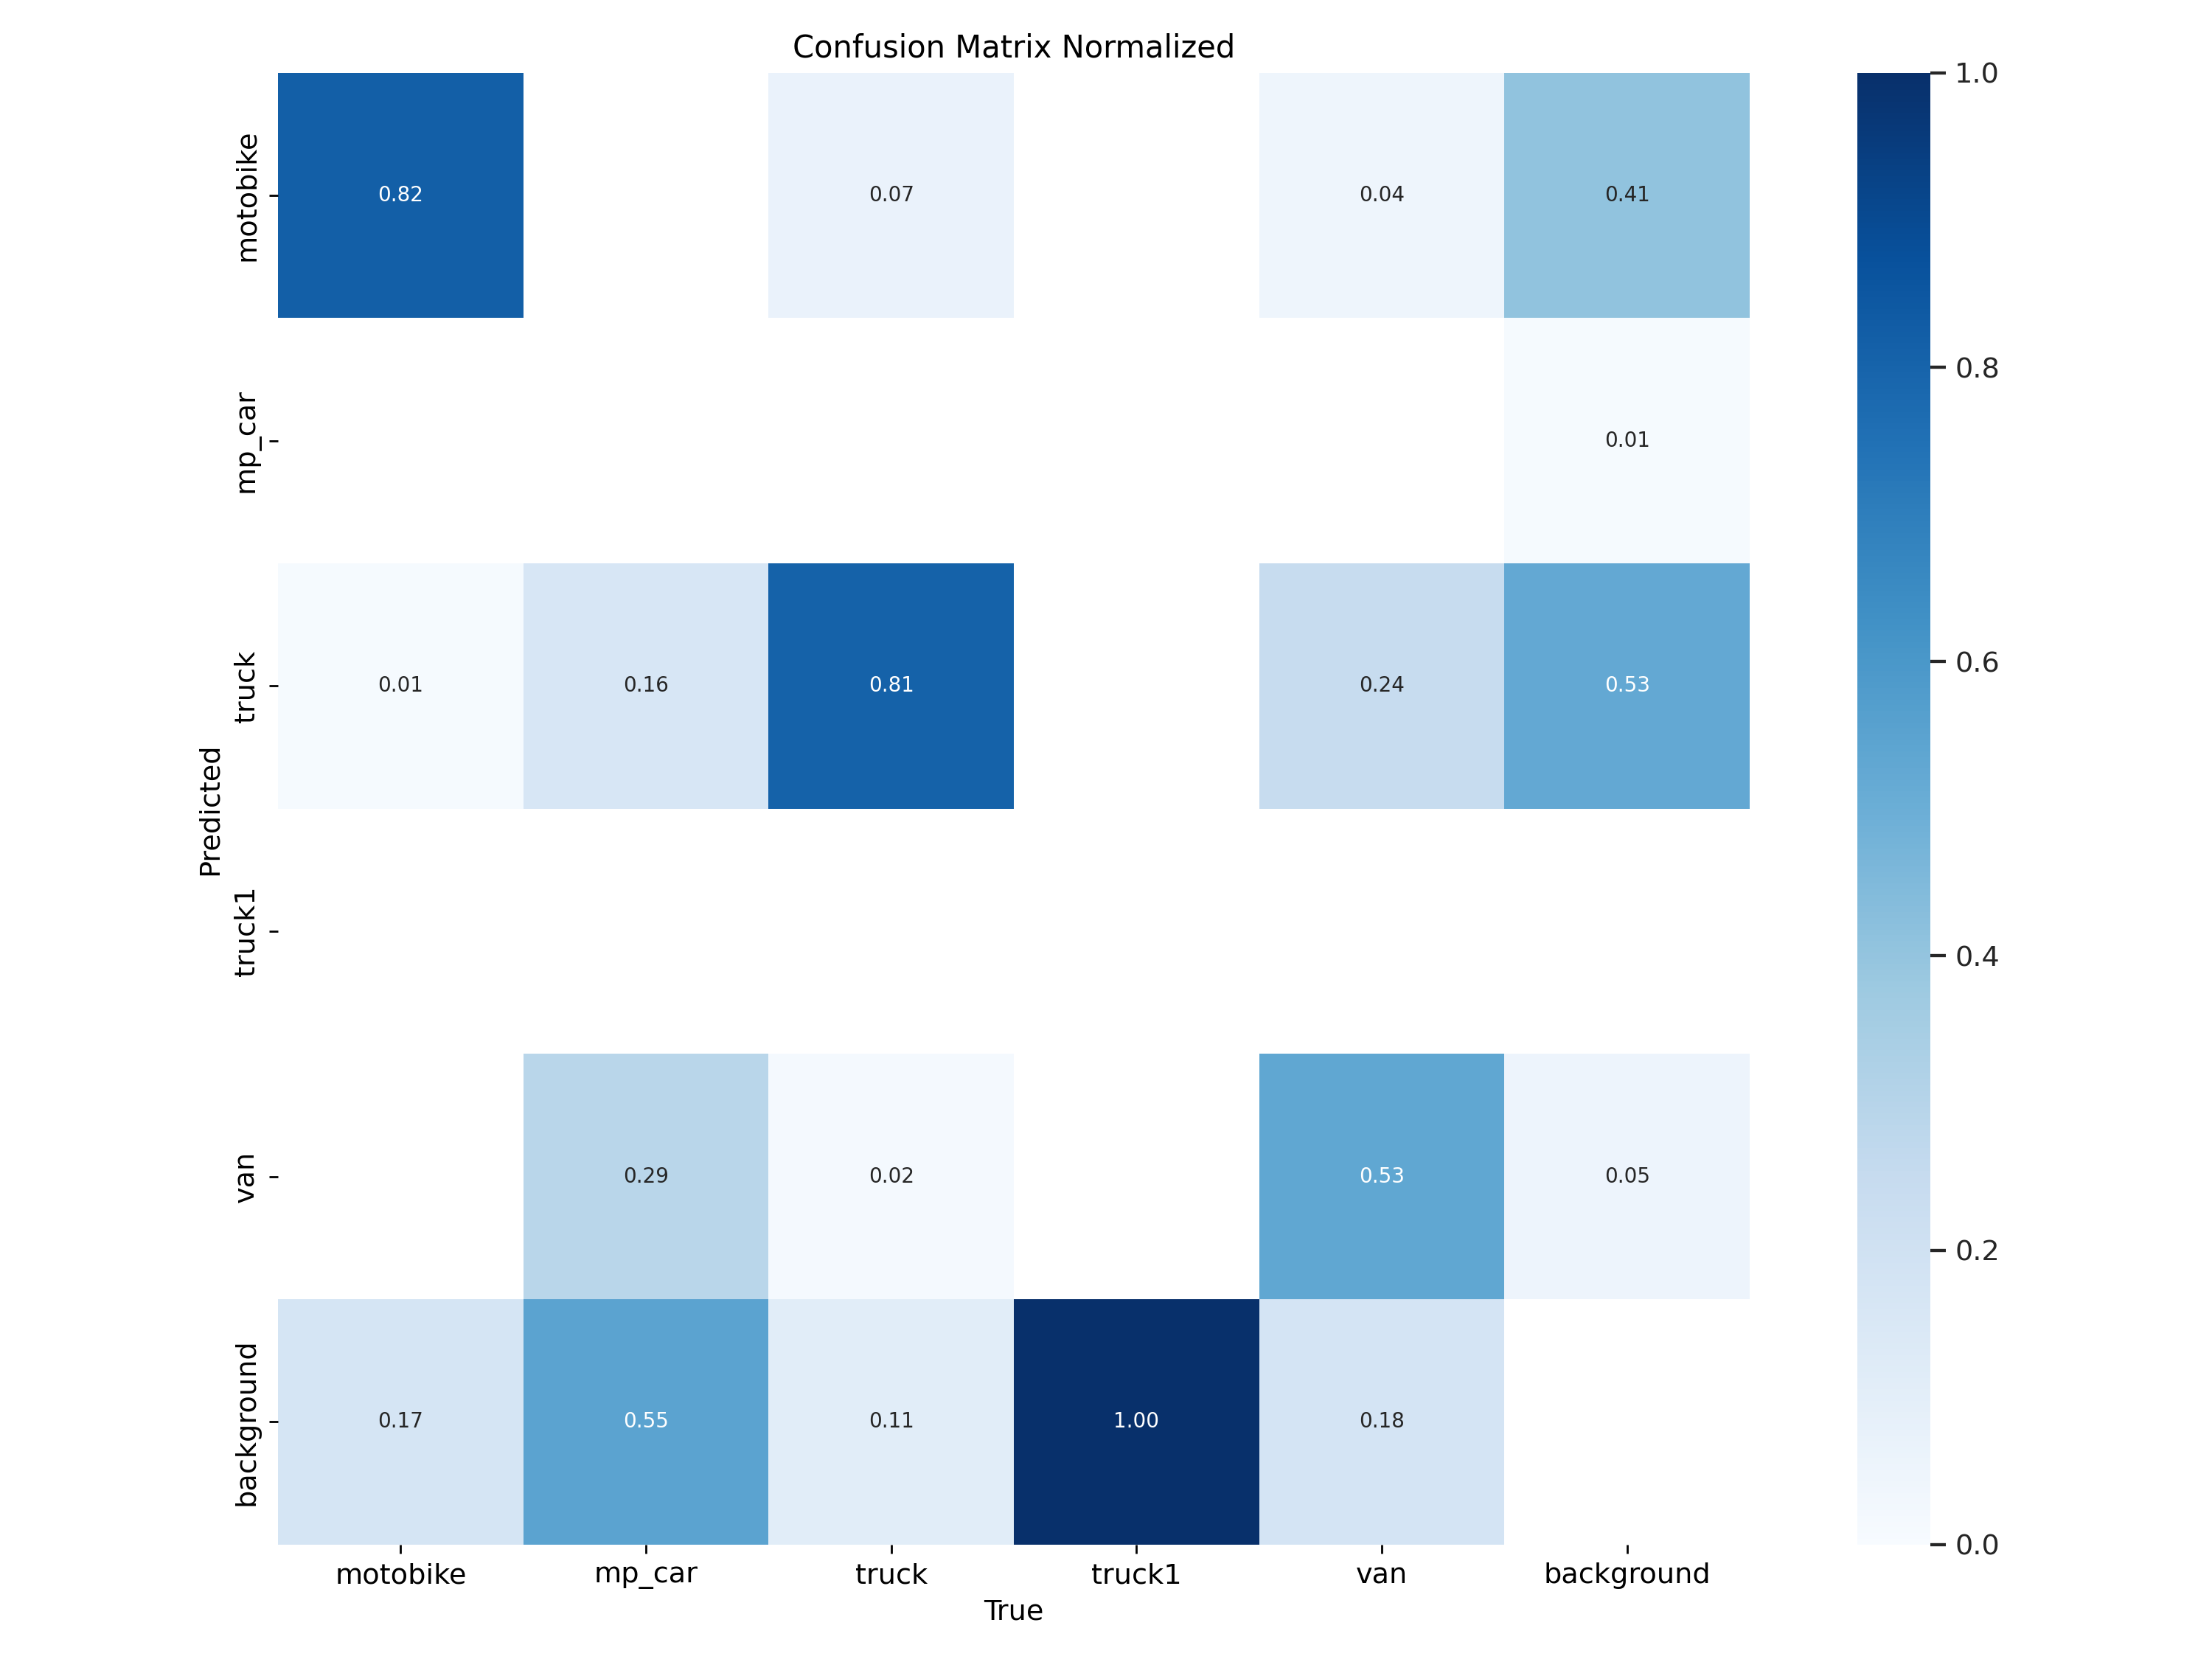 Confusion Matrix Normalized
motobike
0.82
0.07
0.04
0.41
mp_car
0.01
truck
0.01
0.16
0.81
0.24
0.53
truck1
van
0.29
0.02
0.53
0.05
background
0.17
0.55
0.11
1.00
0.18
Predicted
motobike
mp_car
truck
truck1
van
background
True
1.0
0.8
0.6
0.4
0.2
0.0